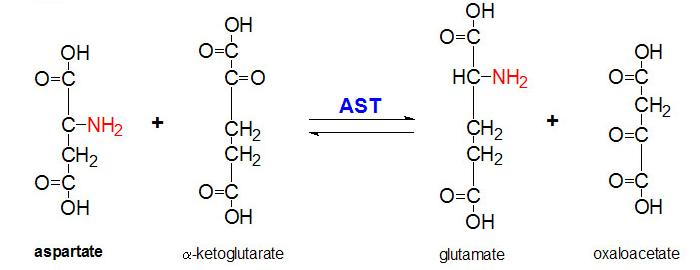 OH
O=C
C-NH₂
CH₂
O=C
OH
aspartate
+
OH
O=C
C=O
CH₂
CH₂
O=C
OH
α-ketoglutarate
AST
OH
O=C
HC-NH₂
CH₂
CH₂
O=C
OH
glutamate
+
OH
O=C
CH₂
O=C
O=C
OH
oxaloacetate